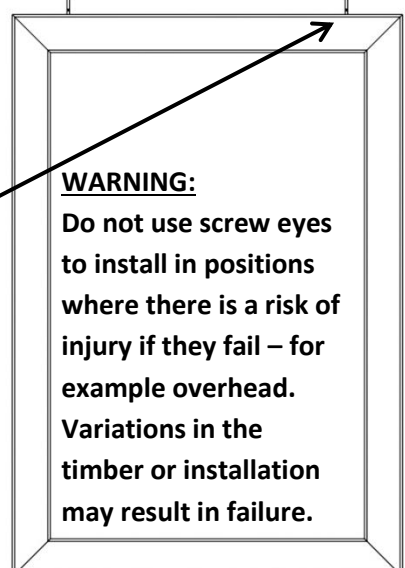 WARNING:
Do not use screw eyes
to install in positions
where there is a risk of
injury if they fail – for
example overhead.
Variations in the
timber or installation
may result in failure.